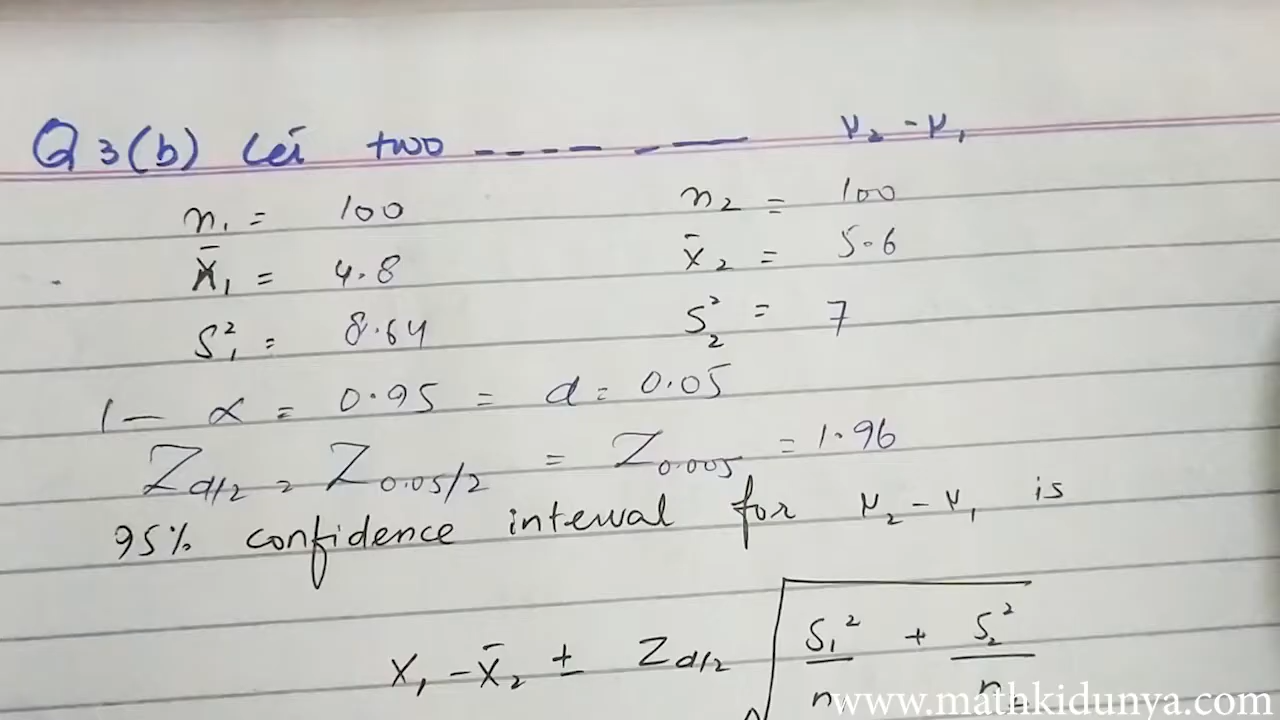 Q 3(b) Let two ---- - — μ₂ - μ₁
n₁ = 100 n₂ = 100
x̄₁ = 4.8 x̄₂ = 5.6
S₁² = 8.64 S₂² = 7
1 - α = 0.95 = α = 0.05
Zα/2 = Z0.05/2 = Z0.005 = 1.96
95% confidence interval for μ₂ - μ₁ is
x₁ - x̄₂ ± Zα/2 √ S₁²/n + S₂²/n
www.mathkidunya.com